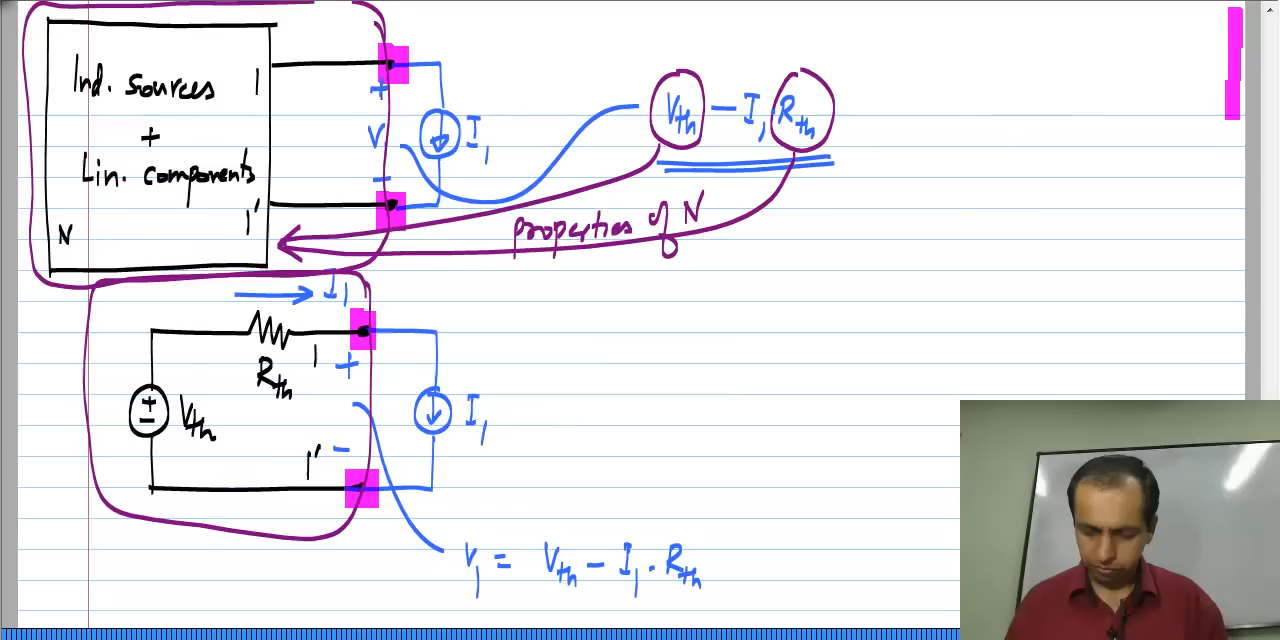 Ind. sources 1
+
Lin. components
N 1'
+
V
-
I1
Vth - I1 Rth
properties of N
I1
Rth
1
+
+
-
Vth
1'
-
I1
V1 = Vth - I1 . Rth